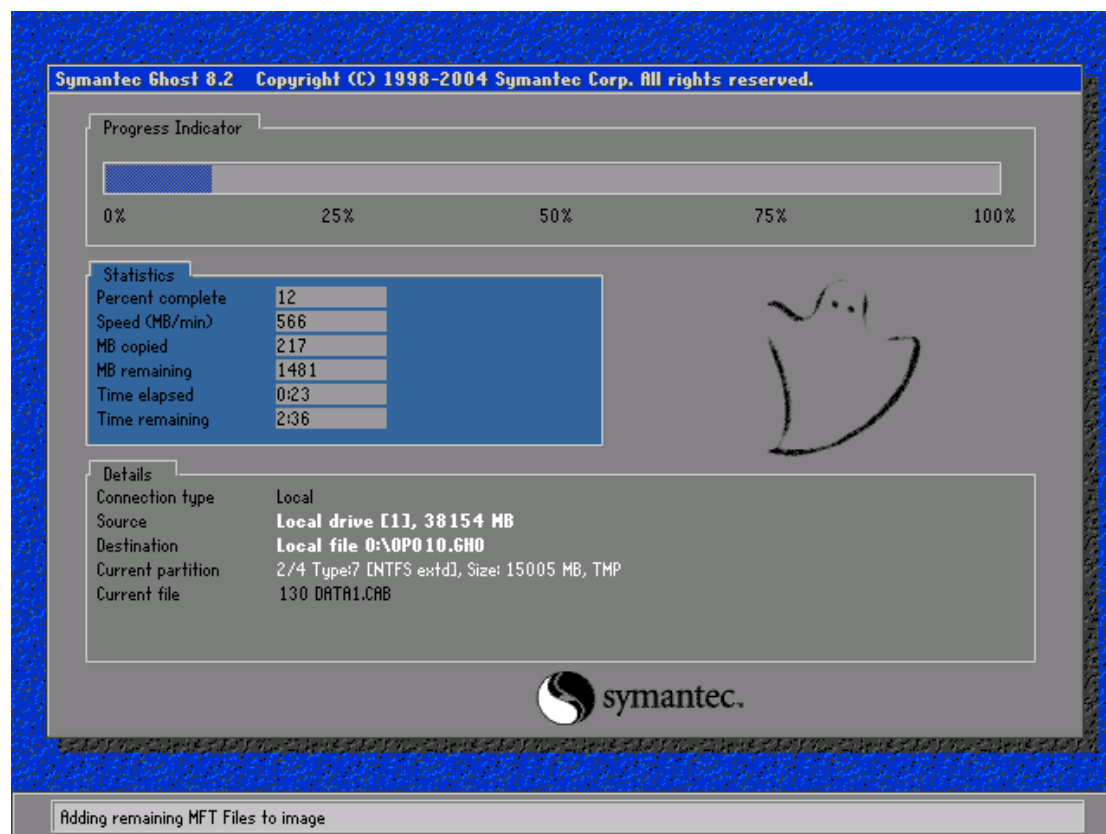 Symantec Ghost 8.2 Copyright (C) 1998-2004 Symantec Corp. All rights reserved.
Progress Indicator
0% 25% 50% 75% 100%
Statistics
Percent complete 12
Speed (MB/min) 566
MB copied 217
MB remaining 1481
Time elapsed 0:23
Time remaining 2:36
Details
Connection type Local
Source Local drive [1], 38154 MB
Destination Local file O:\OPO10.GHO
Current partition 2/4 Type:7 [NTFS extd], Size: 15005 MB, TMP
Current file 130 DATA1.CAB
symantec.
Adding remaining MFT Files to image